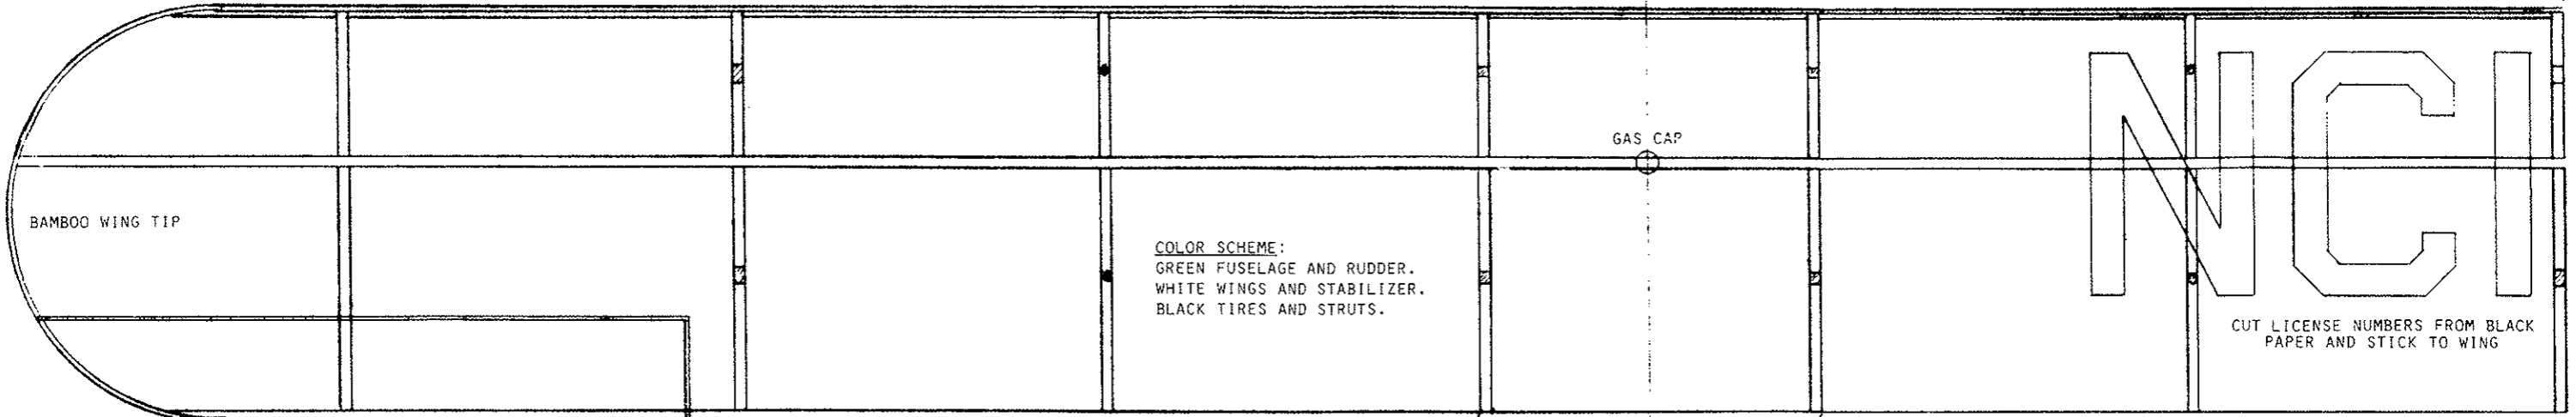 GAS CAP
NCI
BAMBOO WING TIP
COLOR SCHEME:
GREEN FUSELAGE AND RUDDER.
WHITE WINGS AND STABILIZER.
BLACK TIRES AND STRUTS.
CUT LICENSE NUMBERS FROM BLACK
PAPER AND STICK TO WING